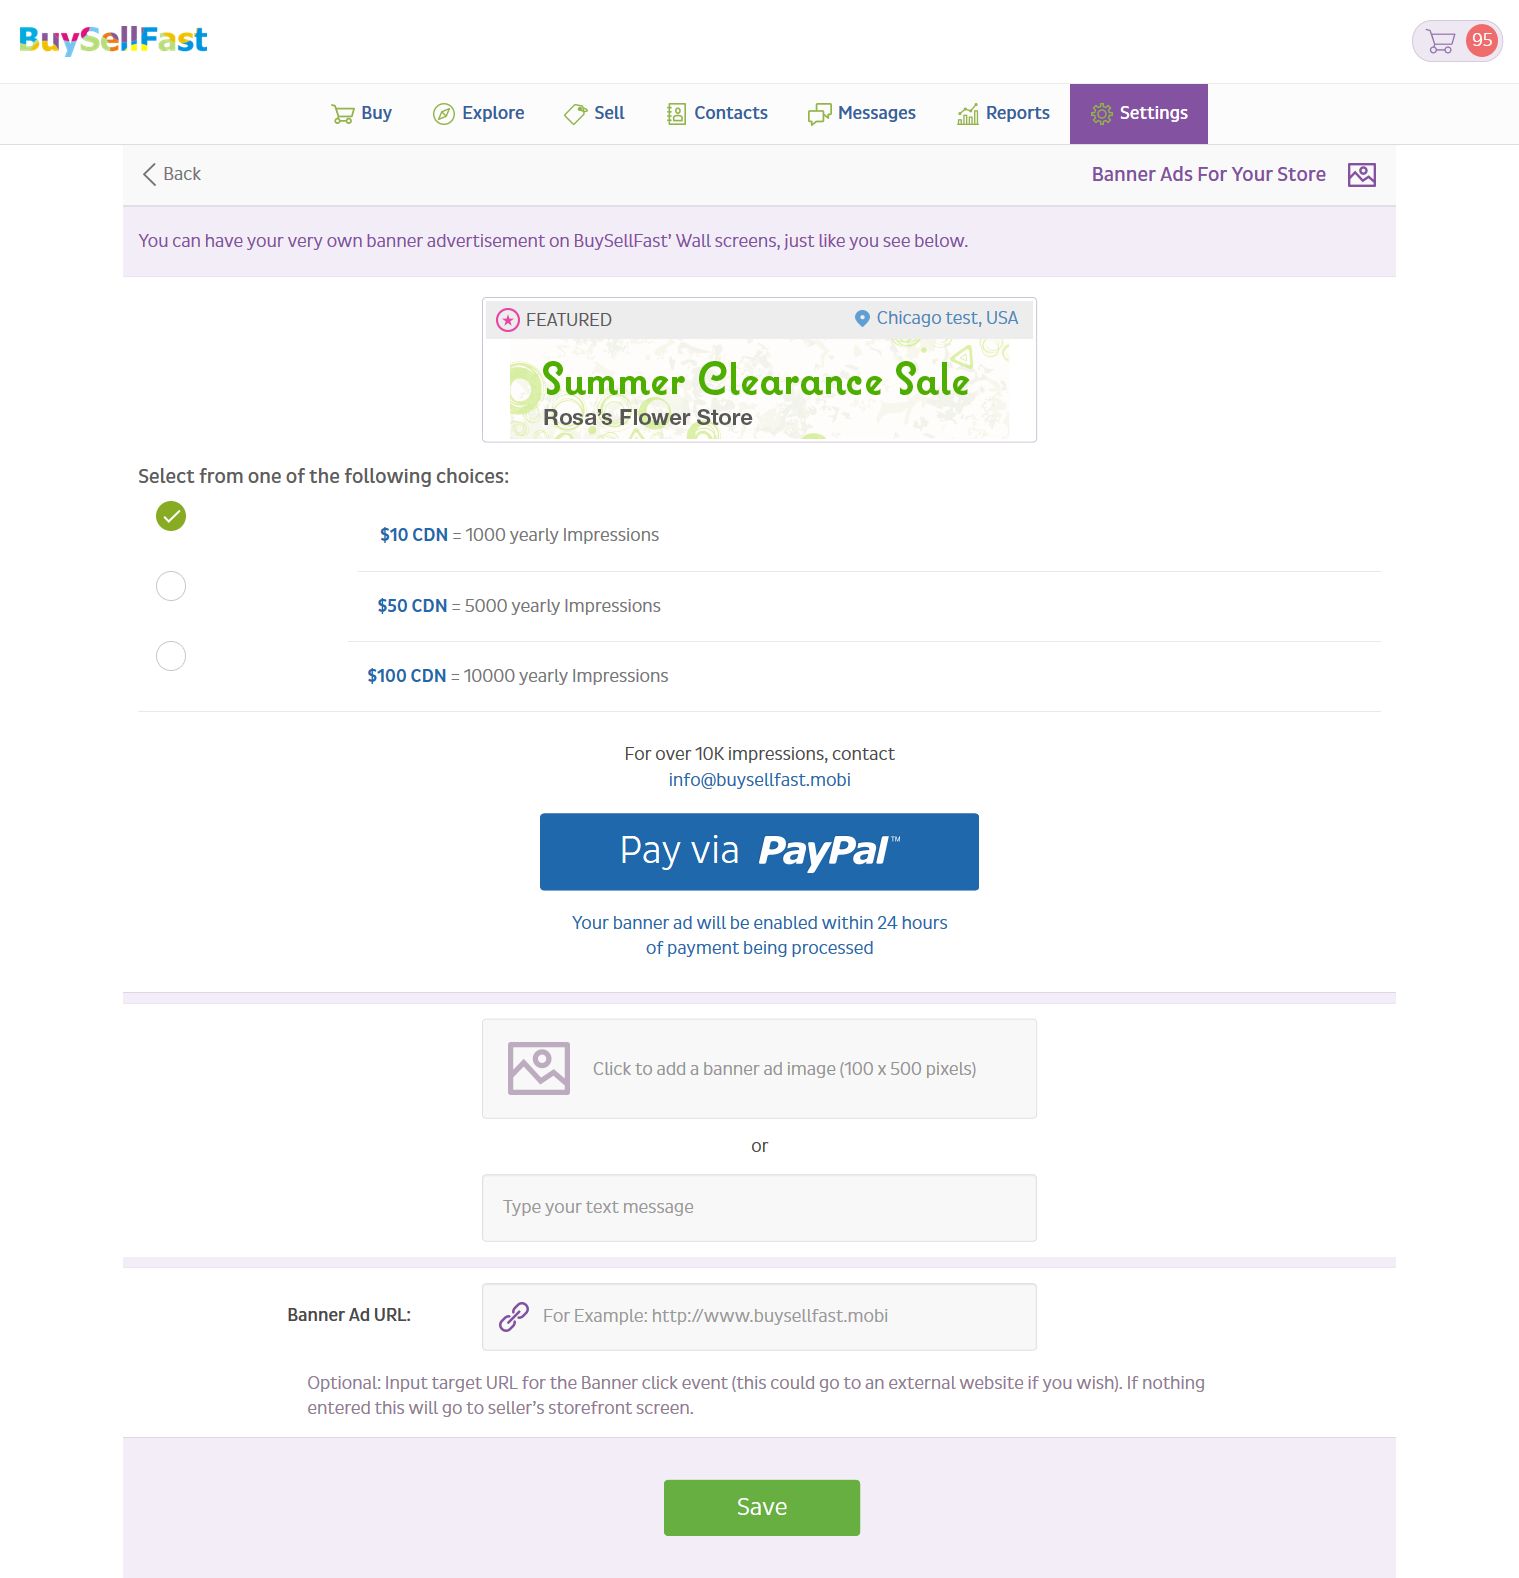 BuySellFast
95
Buy
Explore
Sell
Contacts
Messages
Reports
Settings
Back
Banner Ads For Your Store
You can have your very own banner advertisement on BuySellFast’ Wall screens, just like you see below.
FEATURED
Chicago test, USA
Summer Clearance Sale
Rosa’s Flower Store
Select from one of the following choices:
$10 CDN = 1000 yearly Impressions
$50 CDN = 5000 yearly Impressions
$100 CDN = 10000 yearly Impressions
For over 10K impressions, contact
info@buysellfast.mobi
Pay via PayPal™
Your banner ad will be enabled within 24 hours
of payment being processed
Click to add a banner ad image (100 x 500 pixels)
or
Type your text message
Banner Ad URL:
For Example: http://www.buysellfast.mobi
Optional: Input target URL for the Banner click event (this could go to an external website if you wish). If nothing
entered this will go to seller’s storefront screen.
Save